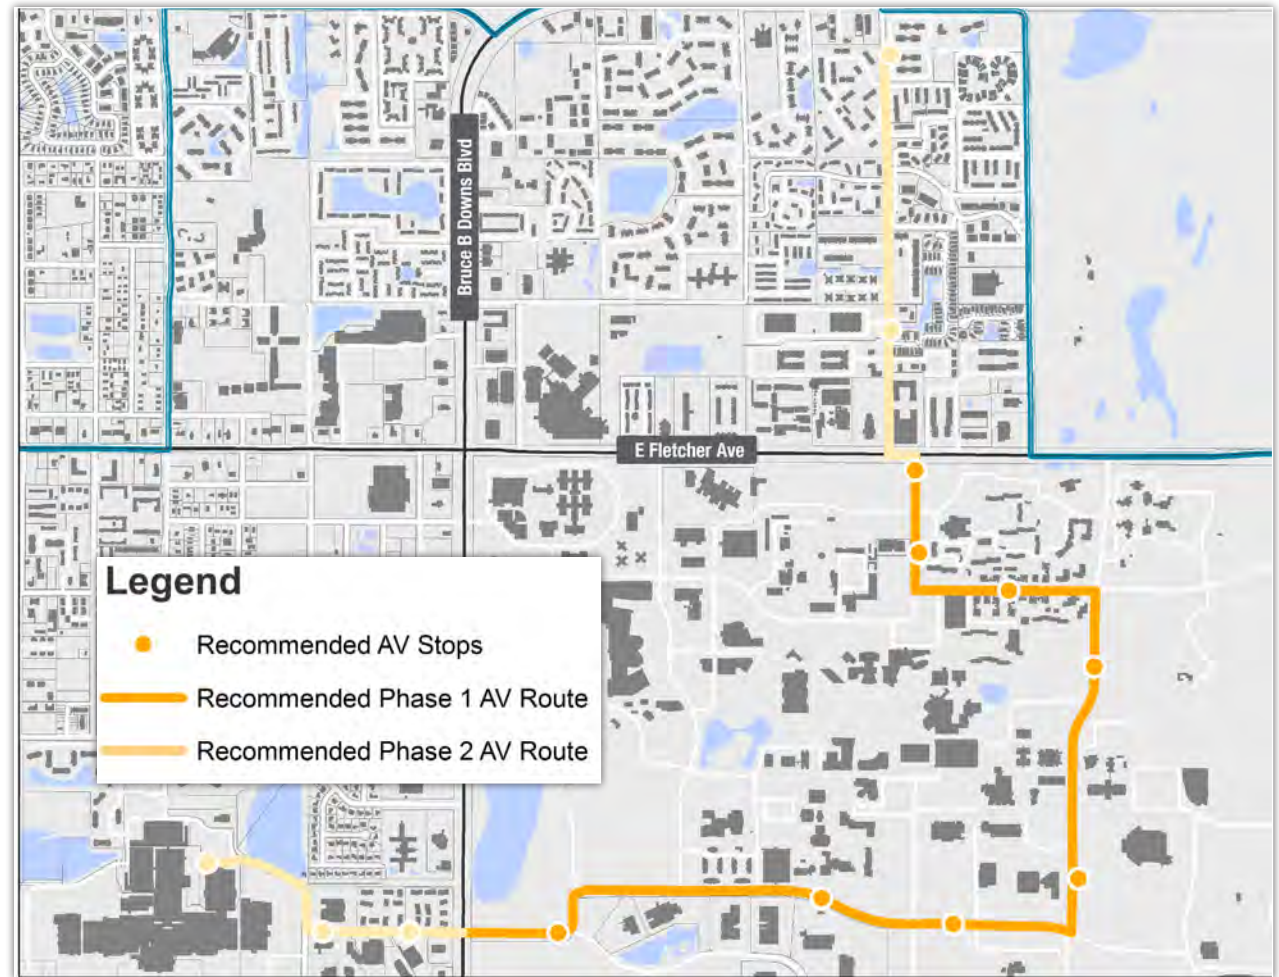 Bruce B Downs Blvd
E Fletcher Ave
Legend
Recommended AV Stops
Recommended Phase 1 AV Route
Recommended Phase 2 AV Route